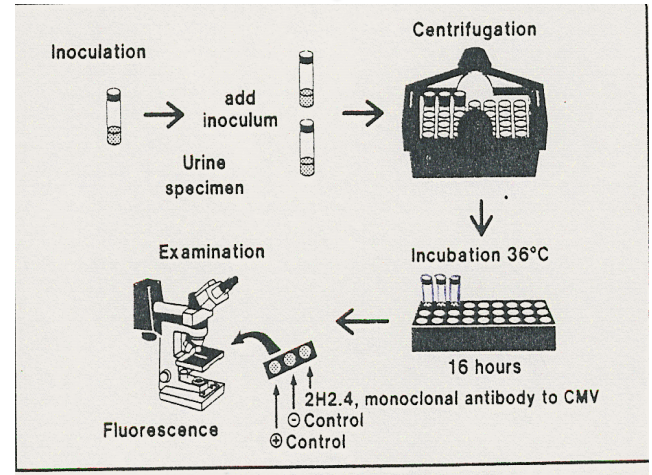 Inoculation
add
inoculum
Urine
specimen
Centrifugation
Incubation 36°C
16 hours
Examination
2H2.4, monoclonal antibody to CMV
⊖ Control
⊕ Control
Fluorescence